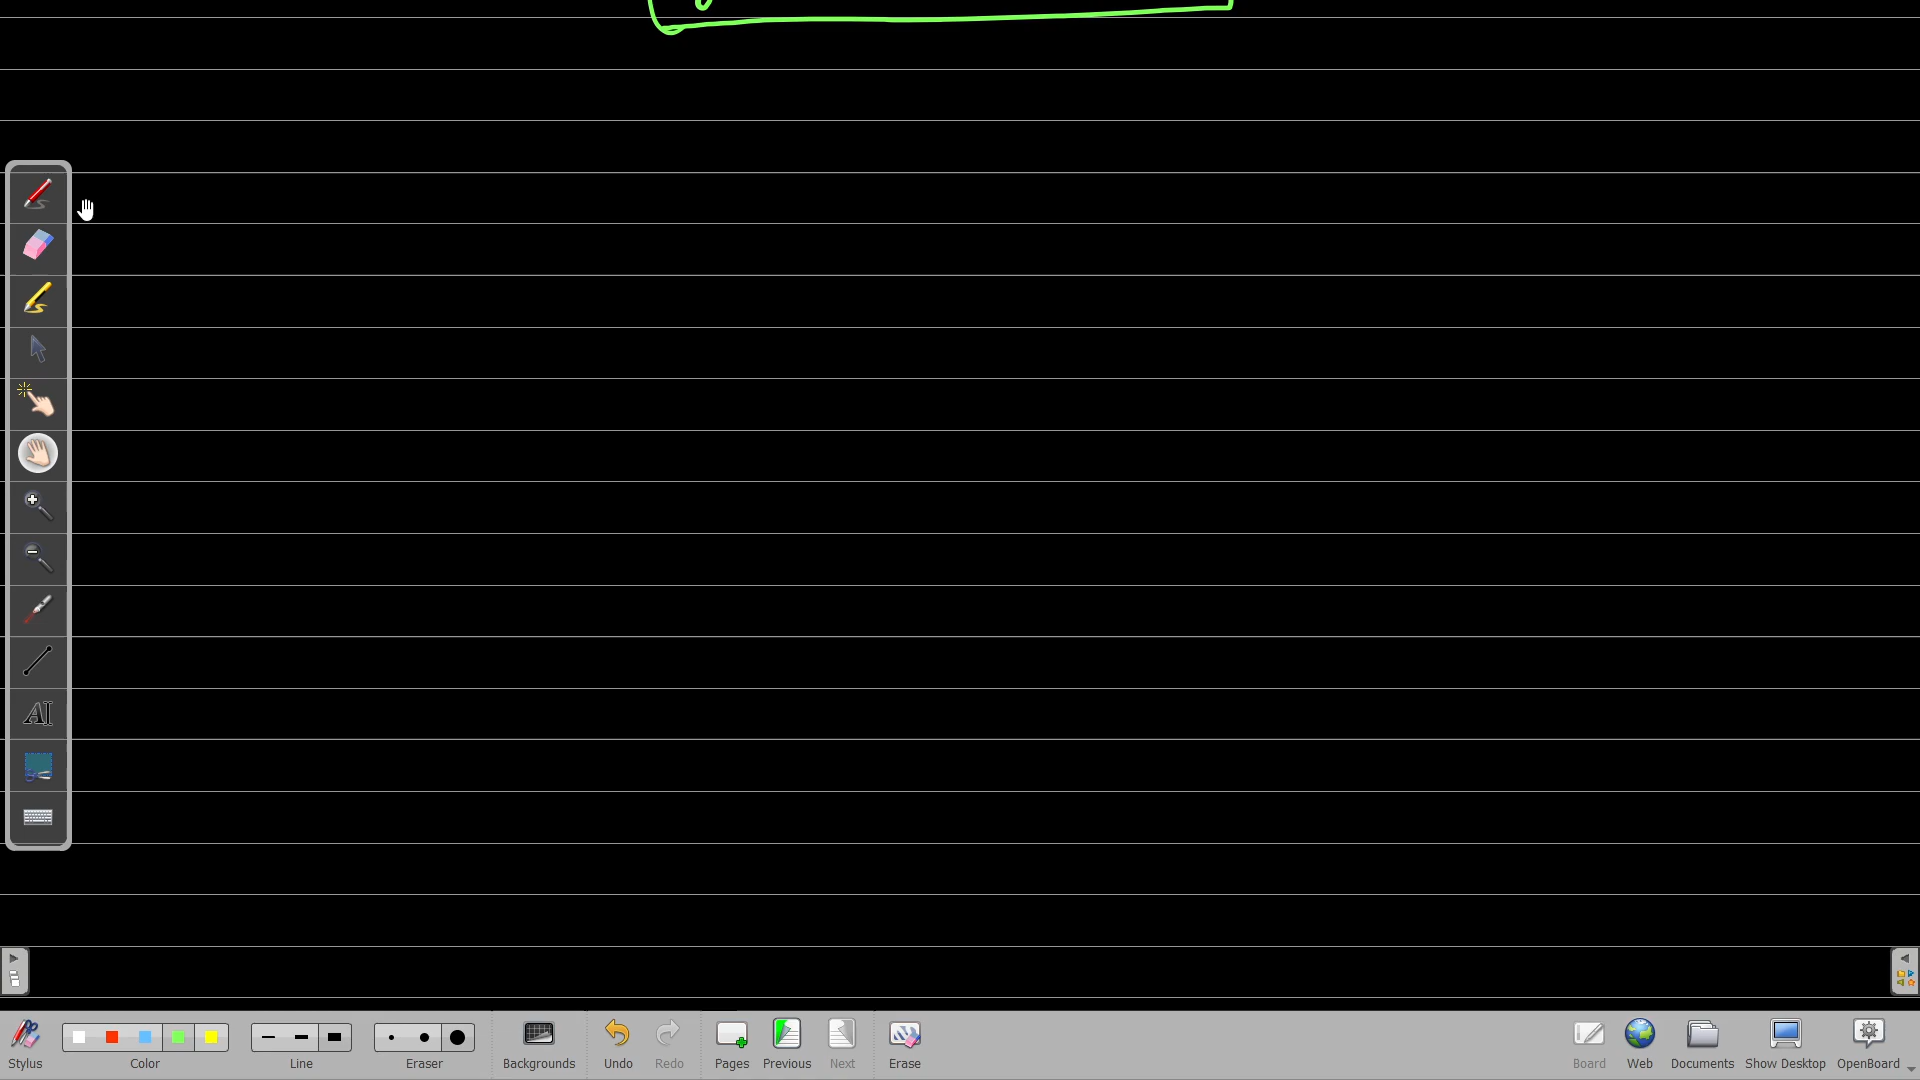 Stylus
Color
Line
Eraser
Backgrounds
Undo
Redo
Pages
Previous
Next
Erase
Board
Web
Documents
Show Desktop
OpenBoard